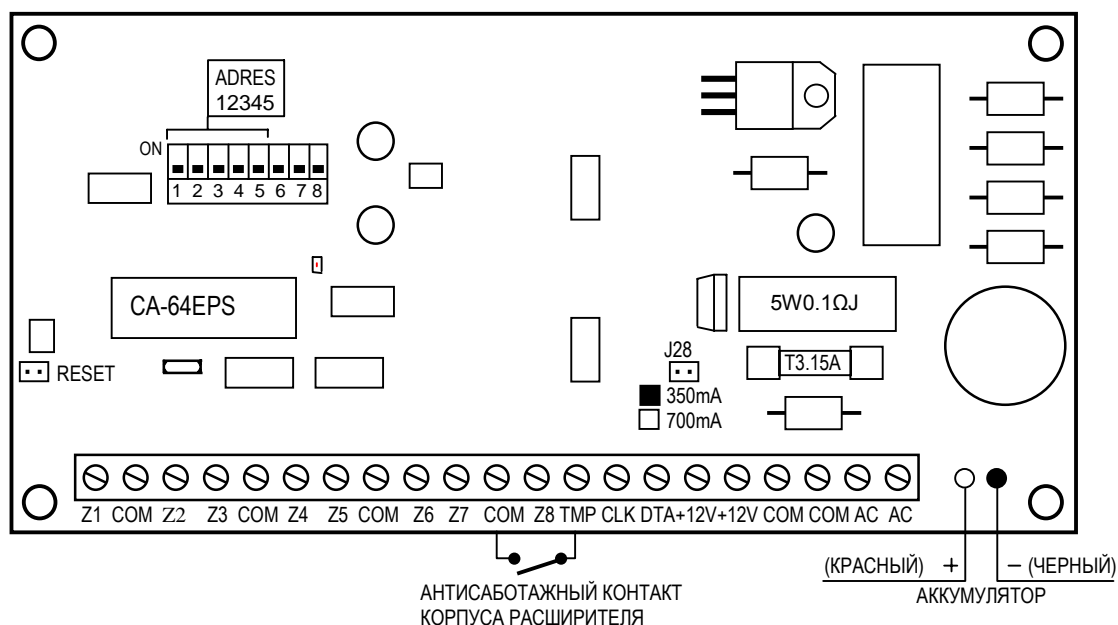 ADRES
12345
ON
1 2 3 4 5 6 7 8
CA-64EPS
5W0.1ΩJ
J28
T3.15A
RESET
350mA
700mA
Z1 COM Z2 Z3 COM Z4 Z5 COM Z6 Z7 COM Z8 TMP CLK DTA+12V+12V COM COM AC AC
(КРАСНЫЙ) + − (ЧЕРНЫЙ)
АККУМУЛЯТОР
АНТИСАБОТАЖНЫЙ КОНТАКТ
КОРПУСА РАСШИРИТЕЛЯ